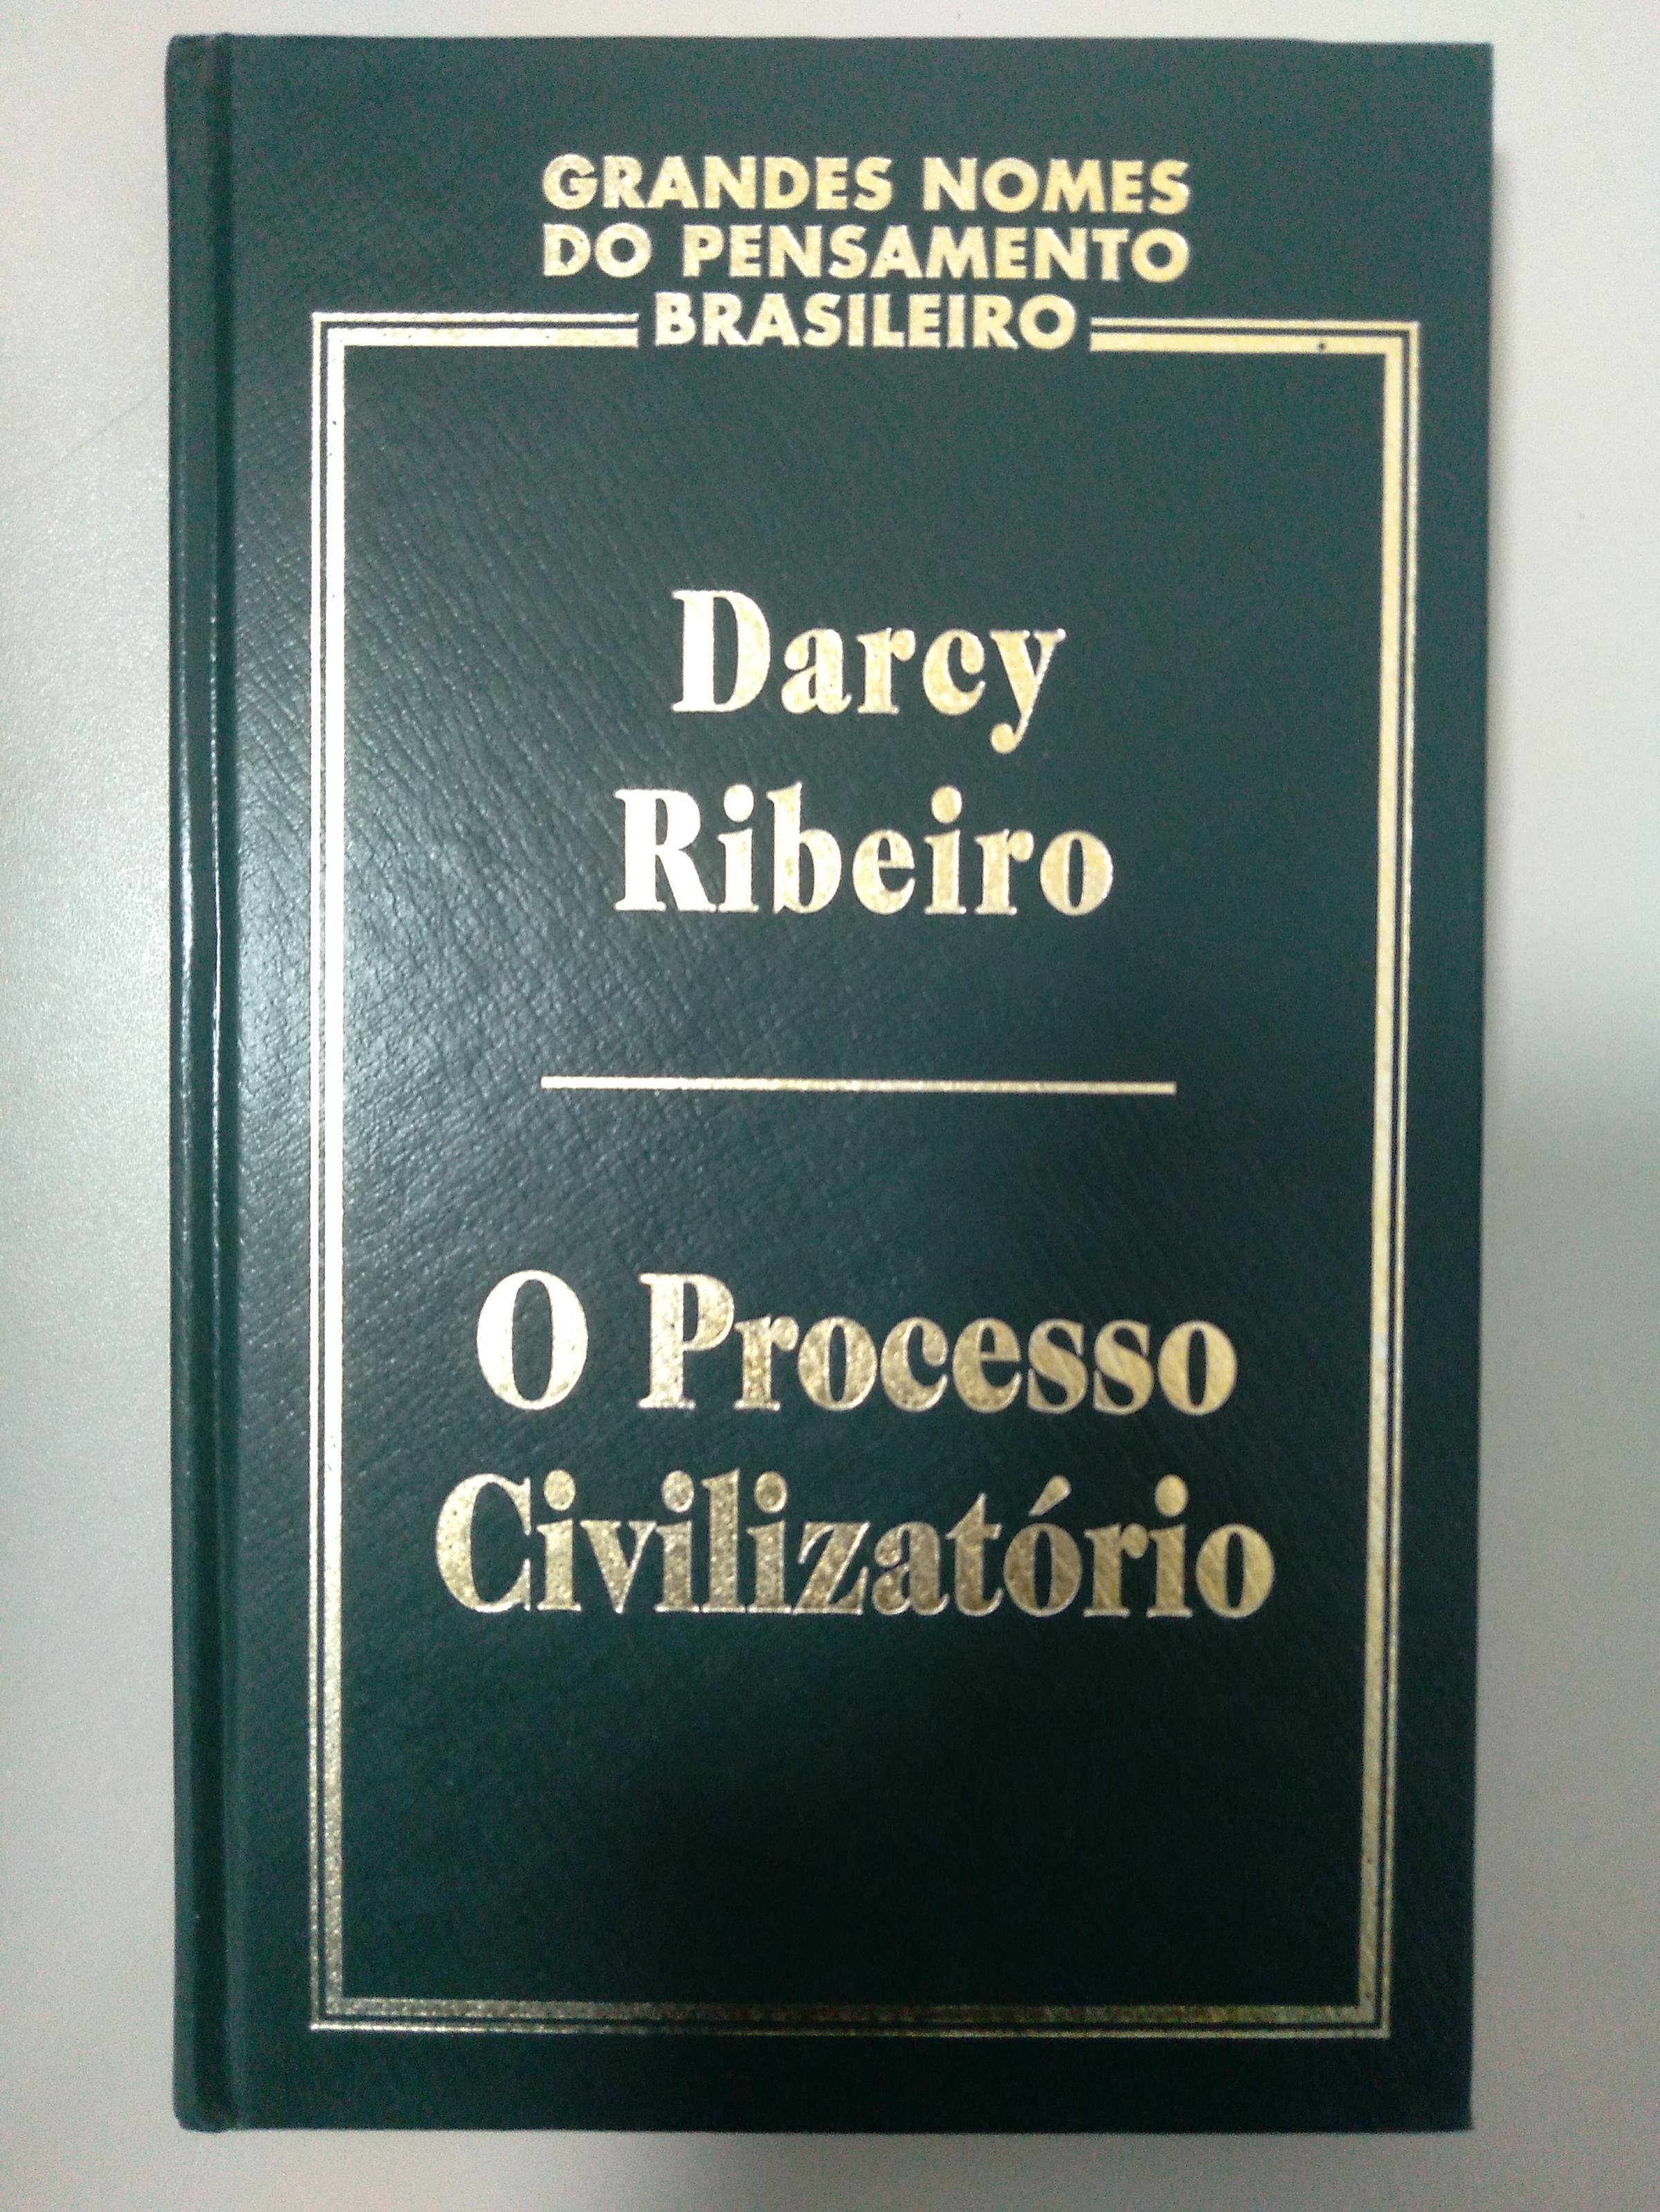 GRANDES NOMES
DO PENSAMENTO
BRASILEIRO
Darcy
Ribeiro
O Processo
Civilizatório